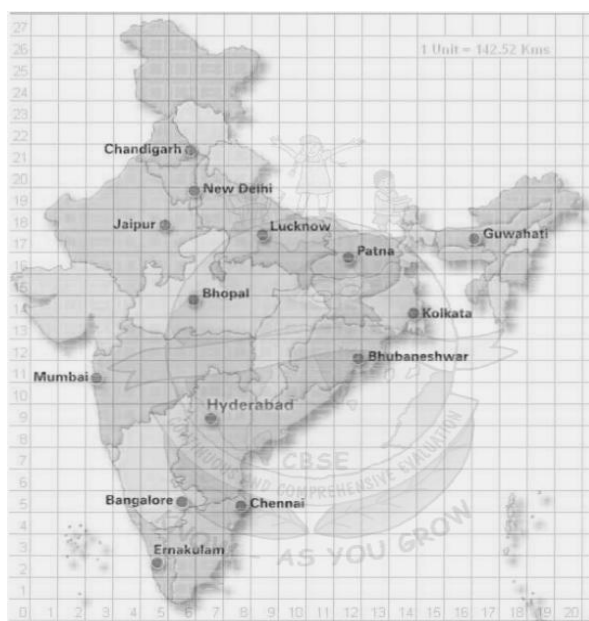 27
26
1 Unit = 142.52 Kms
25
24
23
22
Chandigarh
21
20
New Delhi
19
18
Jaipur
Lucknow
Guwahati
17
Patna
16
15
Bhopal
14
Kolkata
13
12
Bhubaneshwar
Mumbai
11
10
Hyderabad
9
8
CONTINUOUS AND COMPREHENSIVE EVALUATION
CBSE
7
6
Bangalore
Chennai
5
4
AS YOU GROW
3
Ernakulam
2
1
0 1 2 3 4 5 6 7 8 9 10 11 12 13 14 15 16 17 18 19 20